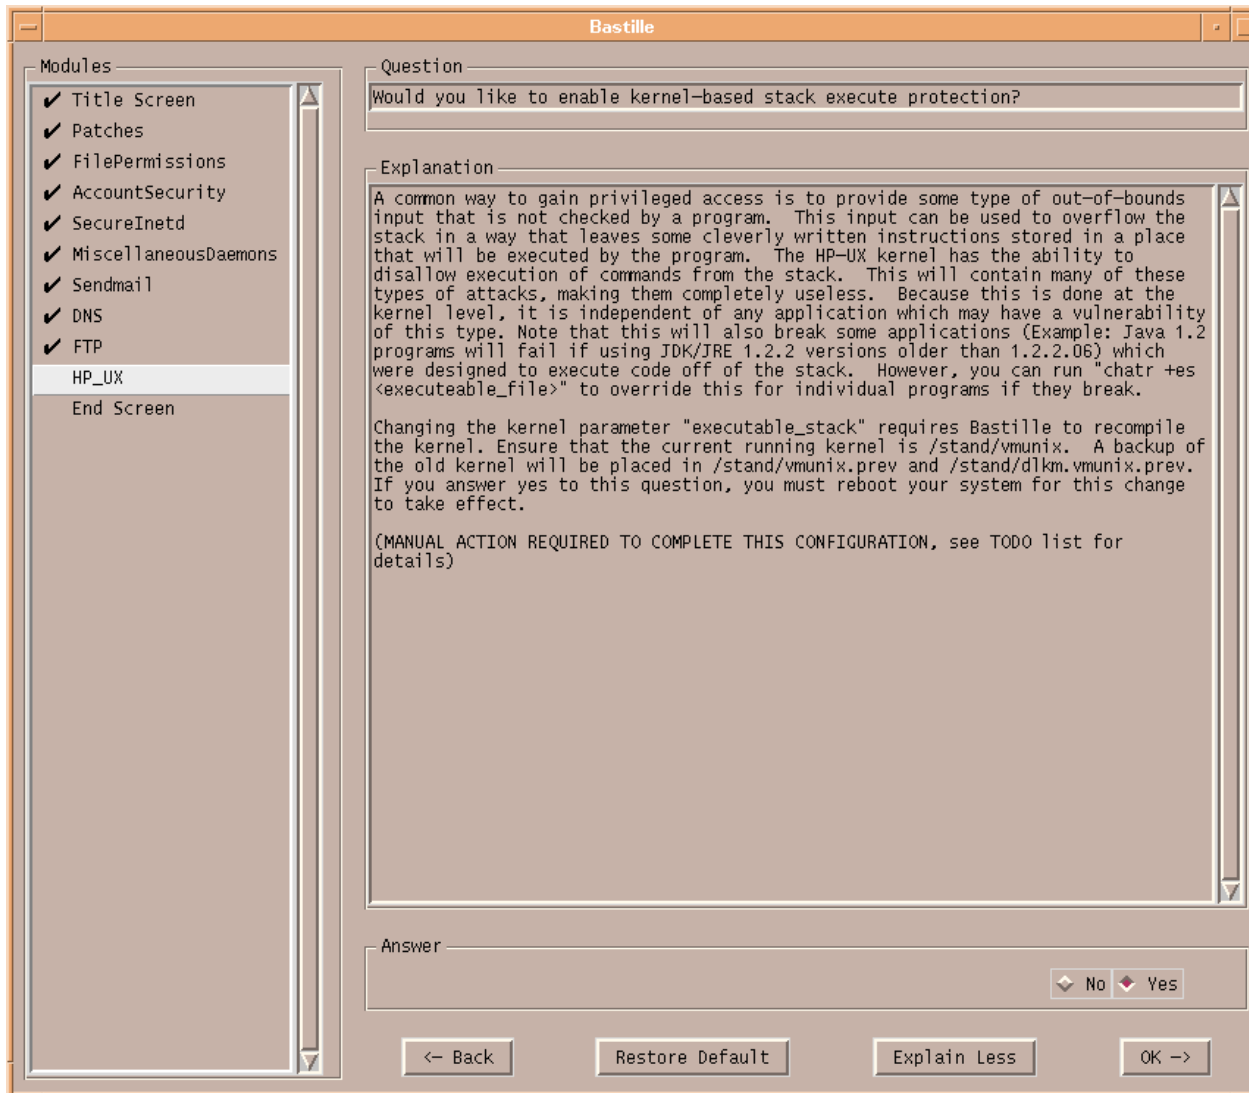 Bastille
Modules
Title Screen
Patches
FilePermissions
AccountSecurity
SecureInetd
MiscellaneousDaemons
Sendmail
DNS
FTP
HP_UX
End Screen
Question
Would you like to enable kernel-based stack execute protection?
Explanation
A common way to gain privileged access is to provide some type of out-of-bounds
input that is not checked by a program.  This input can be used to overflow the
stack in a way that leaves some cleverly written instructions stored in a place
that will be executed by the program.  The HP-UX kernel has the ability to
disallow execution of commands from the stack.  This will contain many of these
types of attacks, making them completely useless.  Because this is done at the
kernel level, it is independent of any application which may have a vulnerability
of this type. Note that this will also break some applications (Example: Java 1.2
programs will fail if using JDK/JRE 1.2.2 versions older than 1.2.2.06) which
were designed to execute code off of the stack.  However, you can run "chatr +es
<executeable_file>" to override this for individual programs if they break.
Changing the kernel parameter "executable_stack" requires Bastille to recompile
the kernel. Ensure that the current running kernel is /stand/vmunix.  A backup of
the old kernel will be placed in /stand/vmunix.prev and /stand/dlkm.vmunix.prev.
If you answer yes to this question, you must reboot your system for this change
to take effect.
(MANUAL ACTION REQUIRED TO COMPLETE THIS CONFIGURATION, see TODO list for
details)
Answer
No Yes
<- Back Restore Default Explain Less OK ->